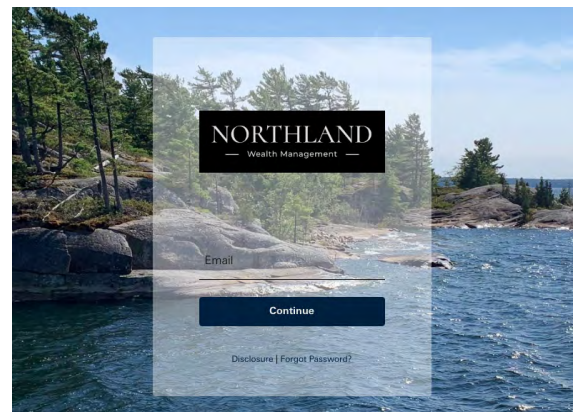 NORTHLAND
— Wealth Management —
Email
Continue
Disclosure | Forgot Password?